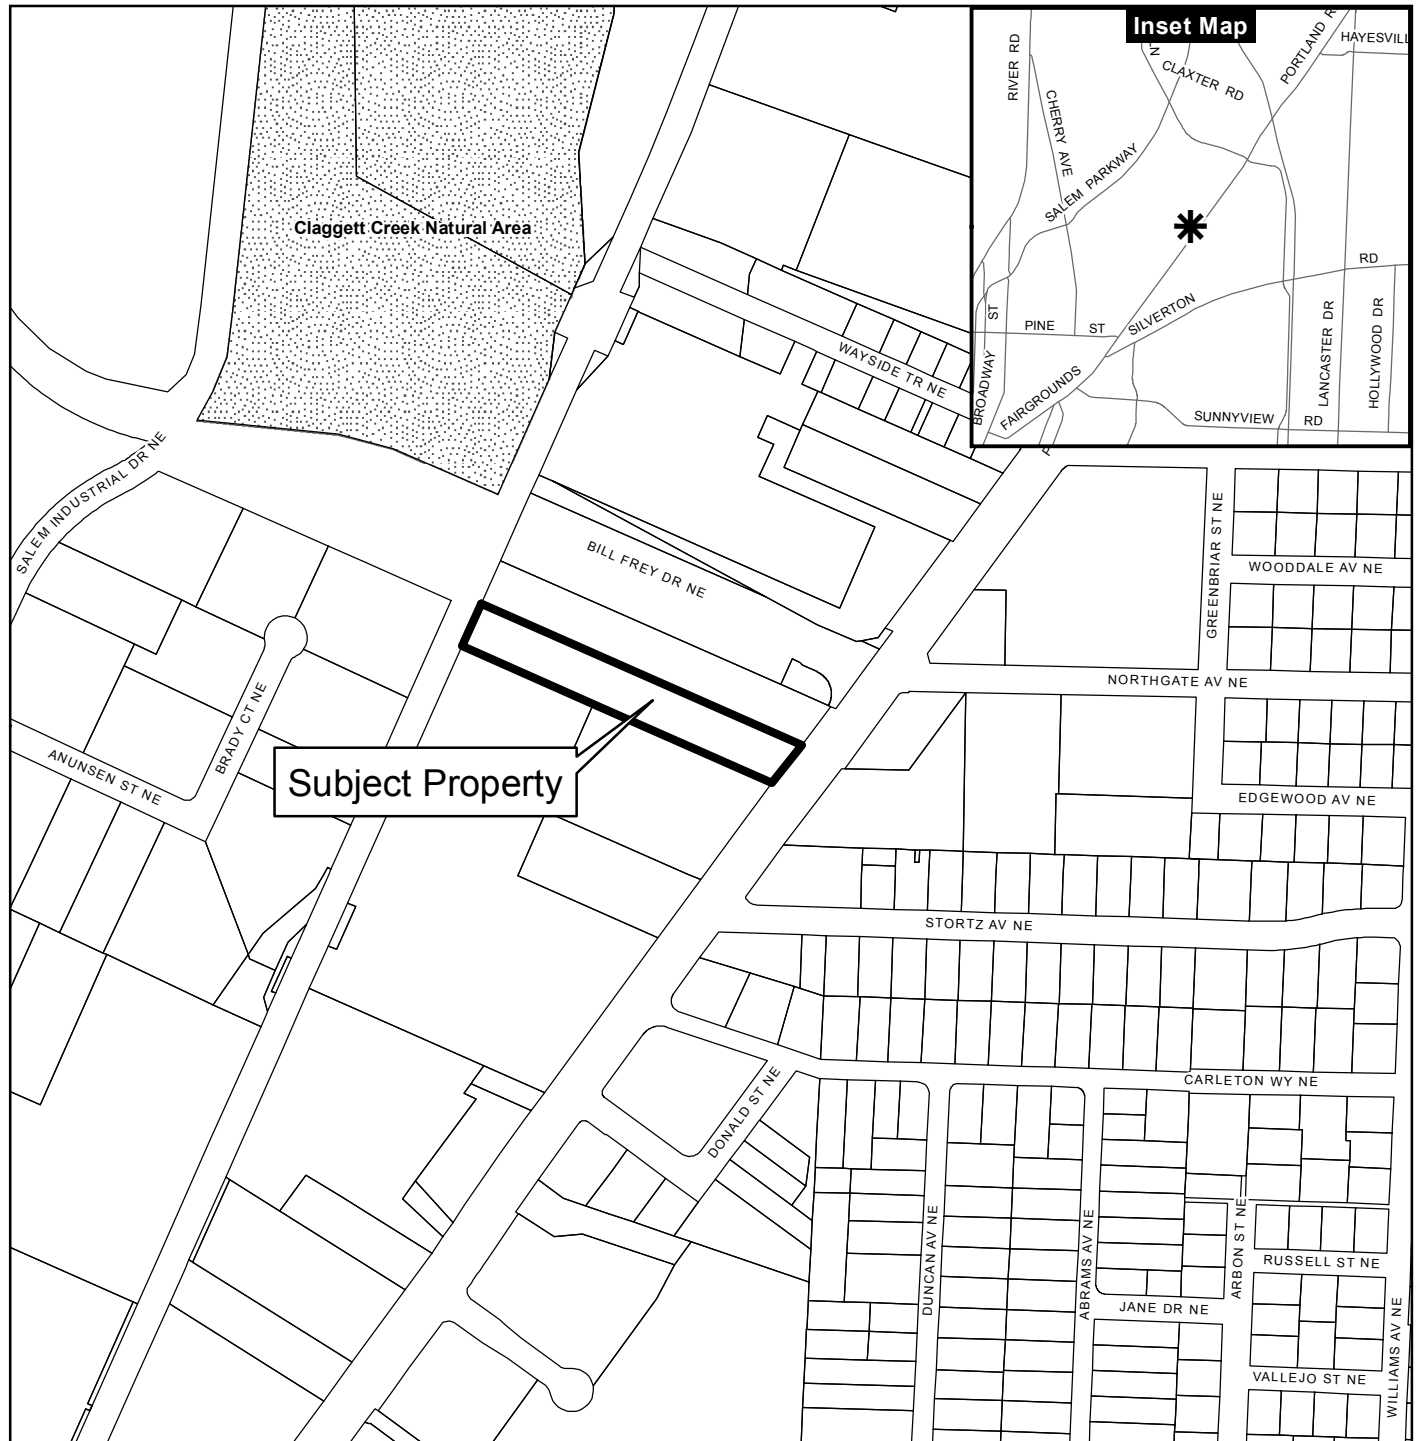 Inset Map
RIVER RD
CHERRY AVE
LN
CLAXTER RD
PORTLAND R
HAYESVILL
SALEM PARKWAY
RD
PINE ST
SILVERTON
BROADWAY ST
FAIRGROUNDS
LANCASTER DR
HOLLYWOOD DR
SUNNYVIEW RD
P
Claggett Creek Natural Area
WAYSIDE TR NE
SALEM INDUSTRIAL DR NE
BILL FREY DR NE
GREENBRIAR ST NE
WOODDALE AV NE
NORTHGATE AV NE
BRADY CT NE
ANUNSEN ST NE
Subject Property
EDGEWOOD AV NE
STORTZ AV NE
CARLETON WY NE
DONALD ST NE
DUNCAN AV NE
ABRAMS AV NE
ARBON ST NE
RUSSELL ST NE
JANE DR NE
VALLEJO ST NE
WILLIAMS AV NE